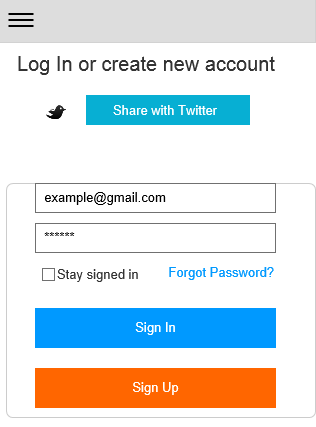 Log In or create new account
Share with Twitter
example@gmail.com
******
Stay signed in
Forgot Password?
Sign In
Sign Up